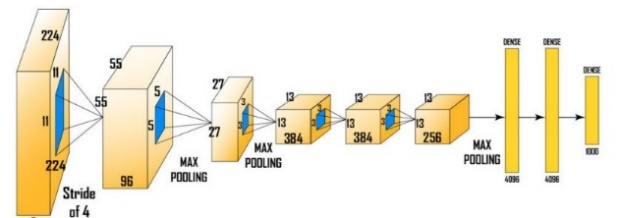 224
11
11
224
Stride
of 4
55
55
5
5
96
MAX
POOLING
27
27
3
3
MAX
POOLING
13
13
384
3
3
13
13
384
3
3
13
13
256
MAX
POOLING
DENSE
4096
DENSE
4096
DENSE
1000